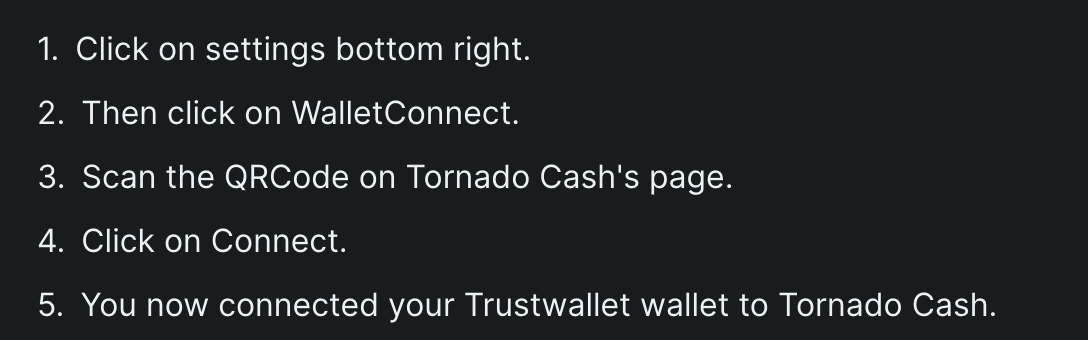 1. Click on settings bottom right.
2. Then click on WalletConnect.
3. Scan the QRCode on Tornado Cash's page.
4. Click on Connect.
5. You now connected your Trustwallet wallet to Tornado Cash.